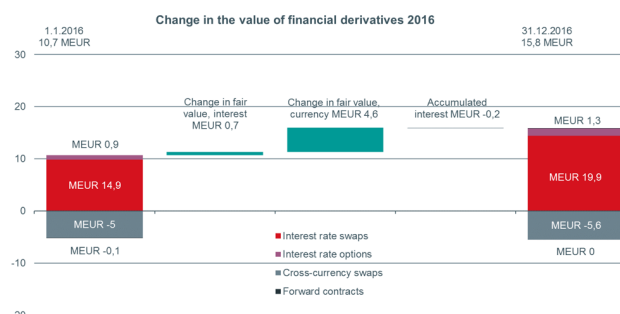 Change in the value of financial derivatives 2016
1.1.2016
10,7 MEUR
31.12.2016
15,8 MEUR
30
20
10
0
-10
-20
MEUR 0,9
MEUR 14,9
MEUR -5
MEUR -0,1
Change in fair
value, interest
MEUR 0,7
Change in fair value,
currency MEUR 4,6
Accumulated
interest MEUR -0,2
MEUR 1,3
MEUR 19,9
MEUR -5,6
MEUR 0
Interest rate swaps
Interest rate options
Cross-currency swaps
Forward contracts